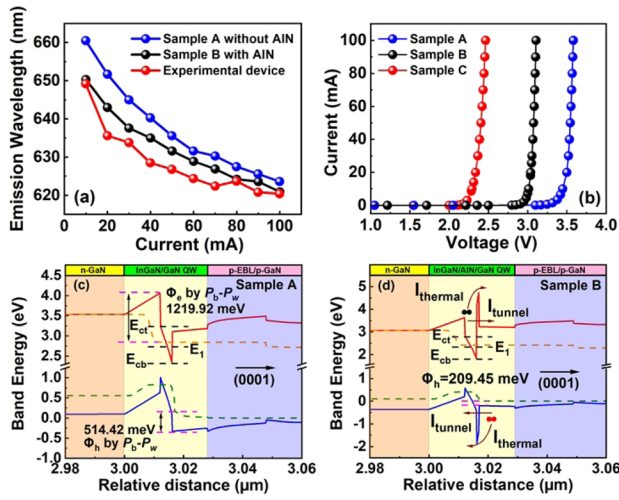 Emission Wavelength (nm)
660
650
640
630
620
Sample A without AlN
Sample B with AlN
Experimental device
(a)
0 20 40 60 80 100
Current (mA)
Current (mA)
100
80
60
40
20
0
Sample A
Sample B
Sample C
(b)
1.0 1.5 2.0 2.5 3.0 3.5 4.0
Voltage (V)
n-GaN InGaN/GaN QW p-EBL/p-GaN
Sample A
Band Energy (eV)
4.5
4.0
3.5
3.0
2.5
1.0
0.5
0.0
-0.5
(c)
Φe by Pb-Pw
1219.92 meV
Ect
E1
Ecb
(0001)
514.42 meV
Φh by Pb-Pw
2.98 3.00 3.02 3.04 3.06
Relative distance (μm)
n-GaN InGaN/AlN/GaN QW p-EBL/p-GaN
Sample B
Band Energy (eV)
5
4
3
2
1
0
-1
-2
(d)
Ithermal
Itunnel
Ect
E1
Ecb
(0001)
Φh=209.45 meV
Itunnel
Ithermal
2.98 3.00 3.02 3.04 3.06
Relative distance (μm)